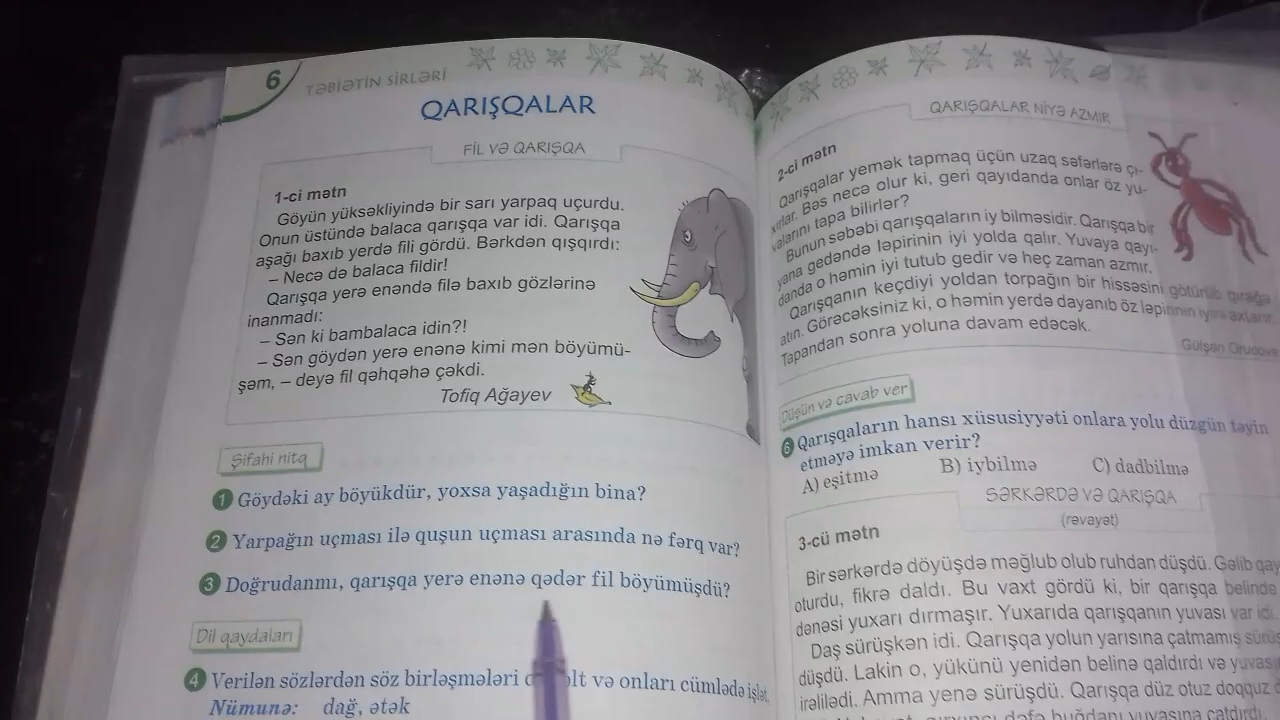 6 TƏBİƏTİN SİRLƏRİ
QARIŞQALAR
FİL VƏ QARIŞQA
1-ci mətn
Göyün yüksəkliyində bir sarı yarpaq uçurdu.
Onun üstündə balaca qarışqa var idi. Qarışqa
aşağı baxıb yerdə fili gördü. Bərkdən qışqırdı:
– Necə də balaca fildir!
Qarışqa yerə enəndə filə baxıb gözlərinə
inanmadı:
– Sən ki bambalaca idin?!
– Sən göydən yerə enənə kimi mən böyümü-
şəm, – deyə fil qəhqəhə çəkdi.
Tofiq Ağayev
Şifahi nitq
1 Göydəki ay böyükdür, yoxsa yaşadığın bina?
2 Yarpağın uçması ilə quşun uçması arasında nə fərq var?
3 Doğrudanmı, qarışqa yerə enənə qədər fil böyümüşdü?
Dil qaydaları
4 Verilən sözlərdən söz birləşmələri və onları cümlədə işlət.
Nümunə: dağ, ətək
QARIŞQALAR NİYƏ AZMIR
2-ci mətn
Qarışqalar yemək tapmaq üçün uzaq səfərlərə çı-
xırlar. Bəs necə olur ki, geri qayıdanda onlar öz yu-
valarını tapa bilirlər?
Bunun səbəbi qarışqaların iy bilməsidir. Qarışqa bir
yana gedəndə ləpirinin iyi yolda qalır. Yuvaya qayı-
danda o həmin iyi tutub gedir və heç zaman azmır.
Qarışqanın keçdiyi yoldan torpağın bir hissəsini götürüb qırağa
atın. Görəcəksiniz ki, o həmin yerdə dayanıb öz ləpirinin iyini axtarır.
Tapandan sonra yoluna davam edəcək.
Gülşən Orucova
Düşün və cavab ver
6 Qarışqaların hansı xüsusiyyəti onlara yolu düzgün təyin
etməyə imkan verir?
A) eşitmə B) iybilmə C) dadbilmə
SƏRKƏRDƏ VƏ QARIŞQA
(rəvayət)
3-cü mətn
Bir sərkərdə döyüşdə məğlub olub ruhdan düşdü. Gəlib
oturdu, fikrə daldı. Bu vaxt gördü ki, bir qarışqa belində
dənəsi yuxarı dırmaşır. Yuxarıda qarışqanın yuvası var idi.
Daş sürüşkən idi. Qarışqa yolun yarısına çatmamış
düşdü. Lakin o, yükünü yenidən belinə qaldırdı və
irəlilədi. Amma yenə sürüşdü. Qarışqa düz otuz doqquz
dəfə buğdanı yuvasına çatdırdı.